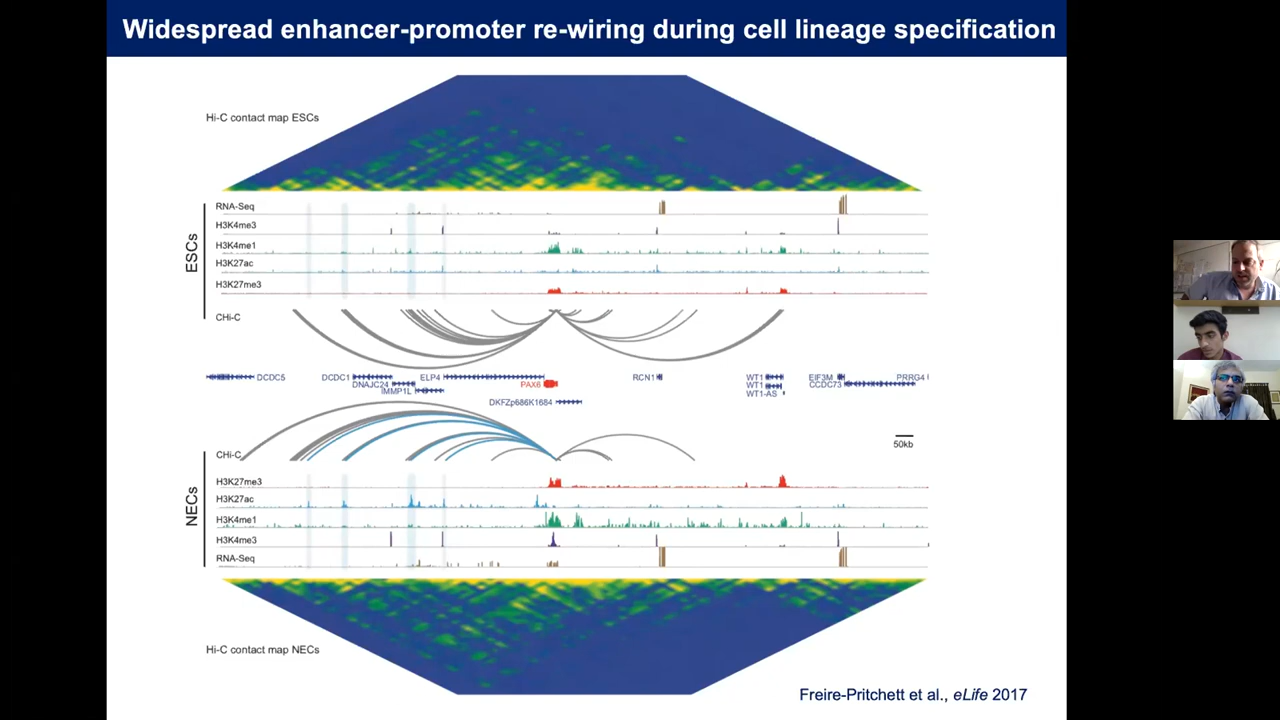 Widespread enhancer-promoter re-wiring during cell lineage specification
Hi-C contact map ESCs
ESCs
RNA-Seq
H3K4me3
H3K4me1
H3K27ac
H3K27me3
CHi-C
DCDC5 DCDC1 ELP4 PAX6 RCN1 WT1 EIF3M PRRG4
DNAJC24 WT1 CCDC73
IMMP1L WT1-AS
DKFZp686K1684
50kb
NECs
CHi-C
H3K27me3
H3K27ac
H3K4me1
H3K4me3
RNA-Seq
Hi-C contact map NECs
Freire-Pritchett et al., eLife 2017